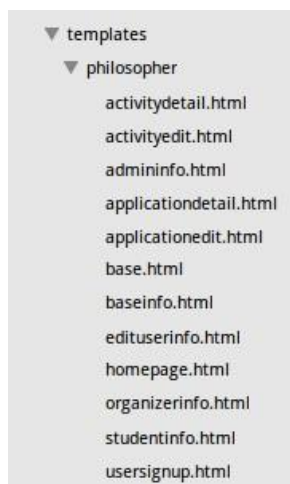 templates
philosopher
activitydetail.html
activityedit.html
admininfo.html
applicationdetail.html
applicationedit.html
base.html
baseinfo.html
edituserinfo.html
homepage.html
organizerinfo.html
studentinfo.html
usersignup.html